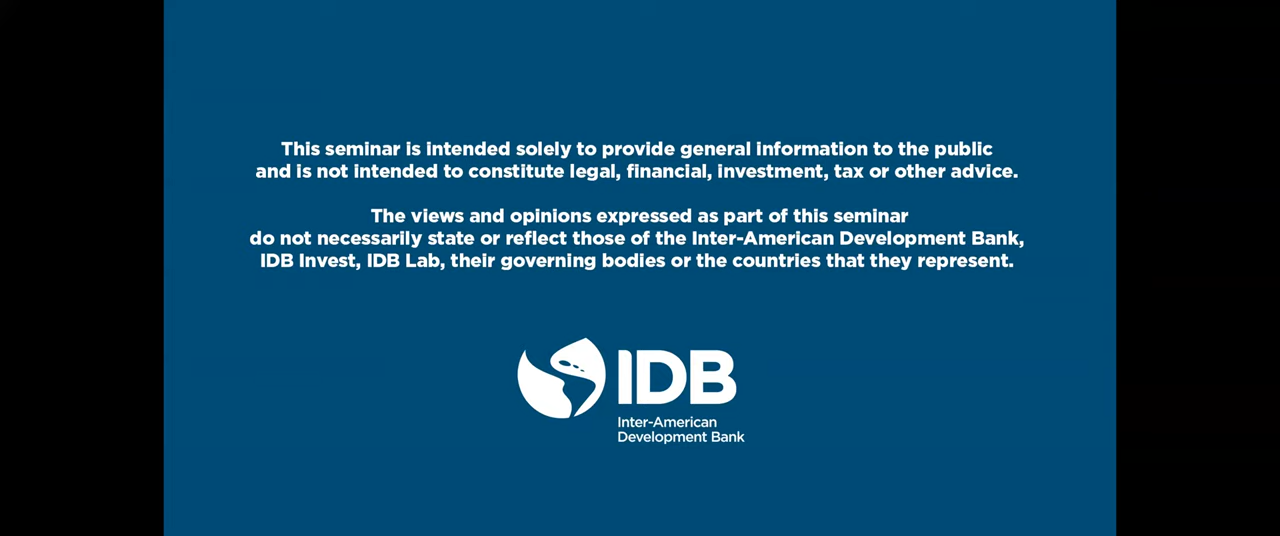 This seminar is intended solely to provide general information to the public
and is not intended to constitute legal, financial, investment, tax or other advice.
The views and opinions expressed as part of this seminar
do not necessarily state or reflect those of the Inter-American Development Bank,
IDB Invest, IDB Lab, their governing bodies or the countries that they represent.
IDB
Inter-American
Development Bank